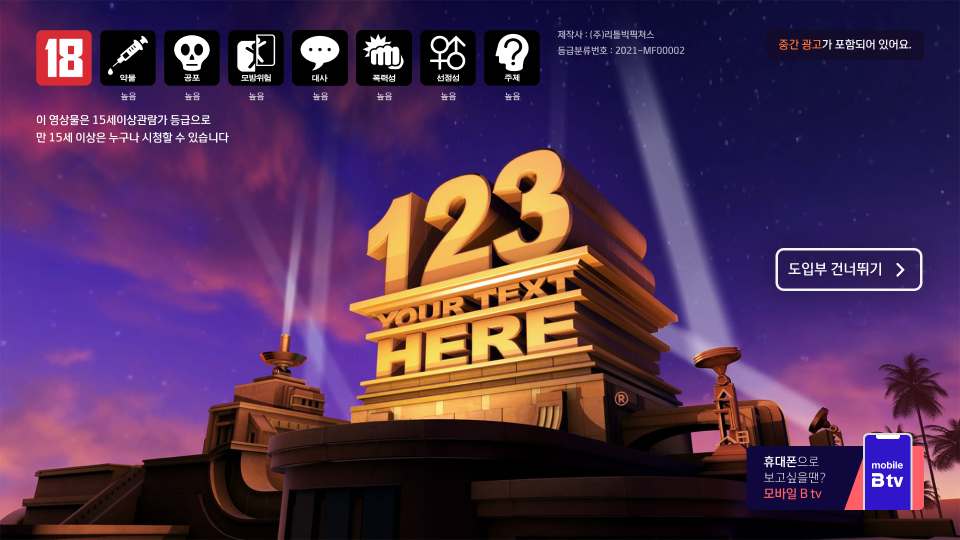 18
약물
공포
모방위험
대사
폭력성
선정성
주제
높음
높음
높음
높음
높음
높음
높음
제작사 : (주)리틀빅픽쳐스
등급분류번호 : 2021-MF00002
중간 광고가 포함되어 있어요.
이 영상물은 15세이상관람가 등급으로
만 15세 이상은 누구나 시청할 수 있습니다
123
YOUR TEXT
HERE
®
도입부 건너뛰기
휴대폰으로
보고싶을땐?
모바일 B tv
mobile
B tv